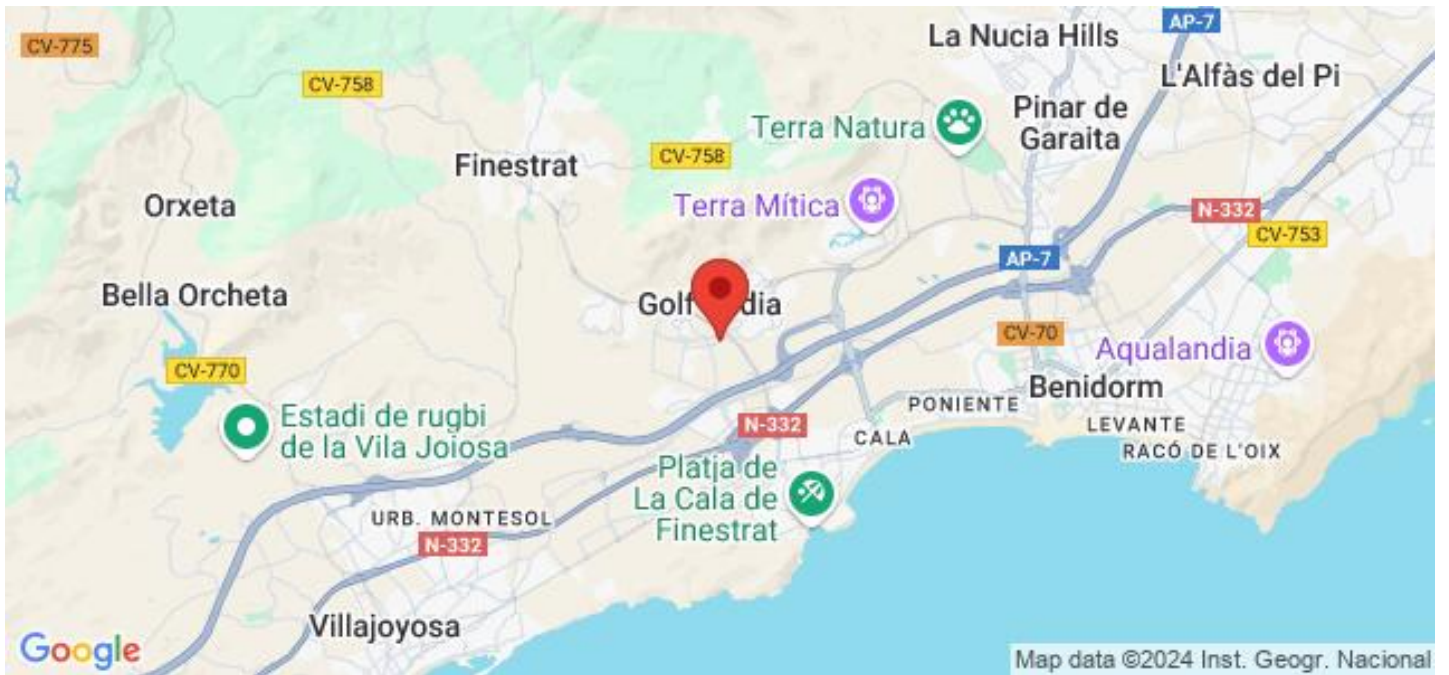 CV-775
CV-758
La Nucia Hills
AP-7
L'Alfàs del Pi
Terra Natura
Pinar de
Garaita
Finestrat
CV-758
Orxeta
Terra Mítica
N-332
CV-753
AP-7
Bella Orcheta
Golf
dia
CV-70
Aqualandia
CV-770
Benidorm
PONIENTE
LEVANTE
Estadi de rugbi
de la Vila Joiosa
N-332
CALA
RACÓ DE L'OIX
Platja de
La Cala de
Finestrat
URB. MONTESOL
N-332
Villajoyosa
Google
Map data ©2024 Inst. Geogr. Nacional